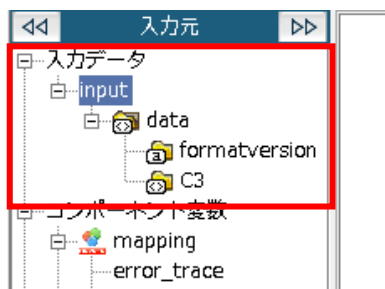 入力元
入力データ
input
data
formatversion
C3
コンポーネント変数
mapping
error_trace